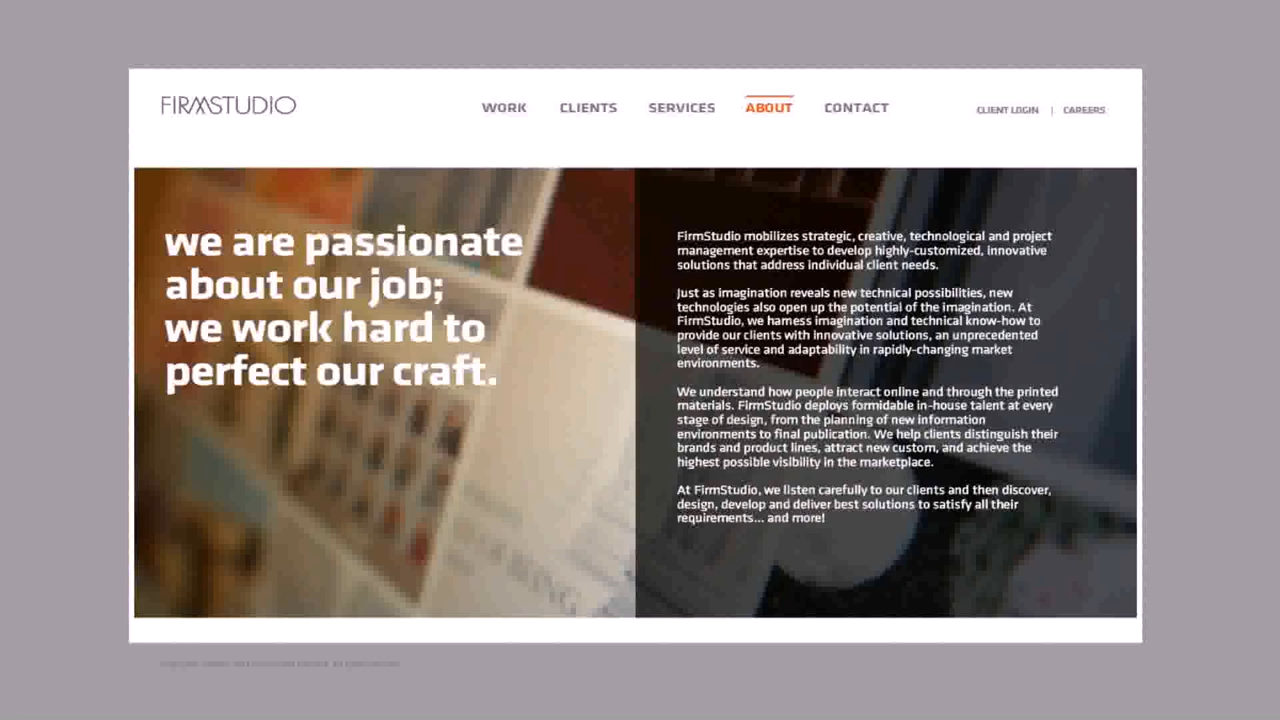 FIRMSTUDIO
WORK CLIENTS SERVICES ABOUT CONTACT
CLIENT LOGIN | CAREERS
we are passionate
about our job;
we work hard to
perfect our craft.
FirmStudio mobilizes strategic, creative, technological and project
management expertise to develop highly-customized, innovative
solutions that address individual client needs.
Just as imagination reveals new technical possibilities, new
technologies also open up the potential of the imagination. At
FirmStudio, we harness imagination and technical know-how to
provide our clients with innovative solutions, an unprecedented
level of service and adaptability in rapidly-changing market
environments.
We understand how people interact online and through the printed
materials. FirmStudio deploys formidable in-house talent at every
stage of design, from the planning of new information
environments to final publication. We help clients distinguish their
brands and product lines, attract new custom, and achieve the
highest possible visibility in the marketplace.
At FirmStudio, we listen carefully to our clients and then discover,
design, develop and deliver best solutions to satisfy all their
requirements... and more!